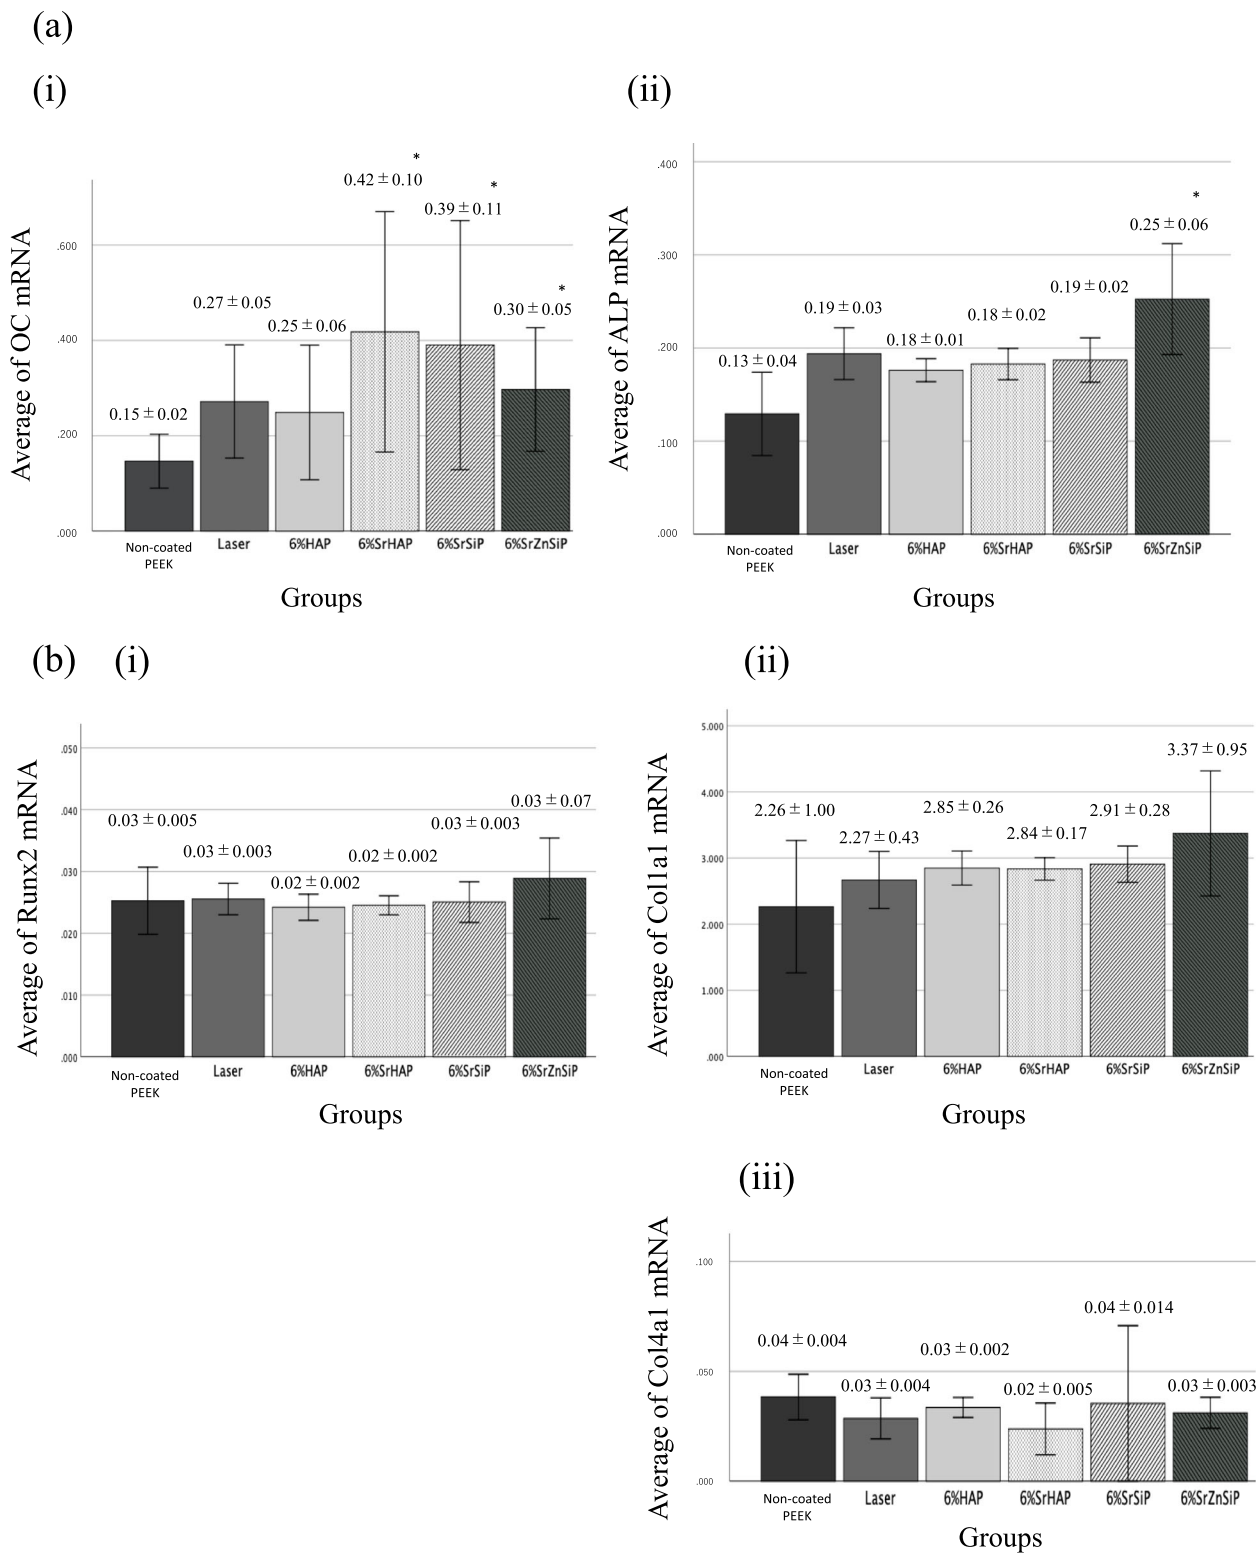 (a)
(i)
Average of OC mRNA
.600
.400
.200
.000
0.15 ± 0.02
0.27 ± 0.05
0.25 ± 0.06
*
0.42 ± 0.10
*
0.39 ± 0.11
*
0.30 ± 0.05
Non-coated
PEEK
Laser
6%HAP
6%SrHAP
6%SrSiP
6%SrZnSiP
Groups
(ii)
Average of ALP mRNA
.400
.300
.200
.100
.000
0.13 ± 0.04
0.19 ± 0.03
0.18 ± 0.01
0.18 ± 0.02
0.19 ± 0.02
*
0.25 ± 0.06
Non-coated
PEEK
Laser
6%HAP
6%SrHAP
6%SrSiP
6%SrZnSiP
Groups
(b)
(i)
Average of Runx2 mRNA
.050
.040
.030
.020
.010
.000
0.03 ± 0.005
0.03 ± 0.003
0.02 ± 0.002
0.02 ± 0.002
0.03 ± 0.003
0.03 ± 0.07
Non-coated
PEEK
Laser
6%HAP
6%SrHAP
6%SrSiP
6%SrZnSiP
Groups
(ii)
Average of Col1a1 mRNA
5.000
4.000
3.000
2.000
1.000
.000
2.26 ± 1.00
2.27 ± 0.43
2.85 ± 0.26
2.84 ± 0.17
2.91 ± 0.28
3.37 ± 0.95
Non-coated
PEEK
Laser
6%HAP
6%SrHAP
6%SrSiP
6%SrZnSiP
Groups
(iii)
Average of Col4a1 mRNA
.100
.050
.000
0.04 ± 0.004
0.03 ± 0.004
0.03 ± 0.002
0.02 ± 0.005
0.04 ± 0.014
0.03 ± 0.003
Non-coated
PEEK
Laser
6%HAP
6%SrHAP
6%SrSiP
6%SrZnSiP
Groups